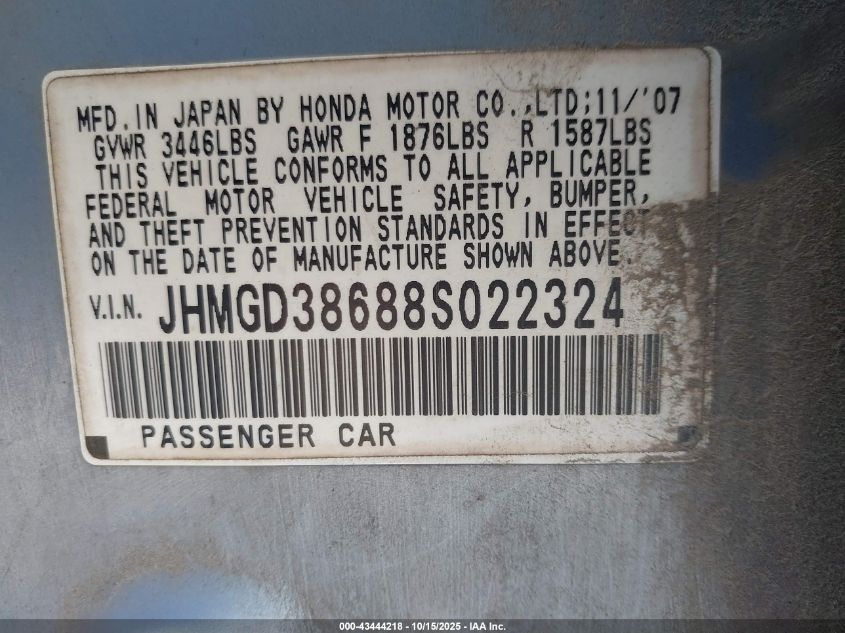 MFD. IN JAPAN BY HONDA MOTOR CO.,LTD;11/'07
GVWR 3446LBS GAWR F 1876LBS R 1587LBS
THIS VEHICLE CONFORMS TO ALL APPLICABLE
FEDERAL MOTOR VEHICLE SAFETY, BUMPER,
AND THEFT PREVENTION STANDARDS IN EFFECT
ON THE DATE OF MANUFACTURE SHOWN ABOVE.
V.I.N. JHMGD38688S022324
PASSENGER CAR
000-43444218 - 10/15/2025 - IAA Inc.